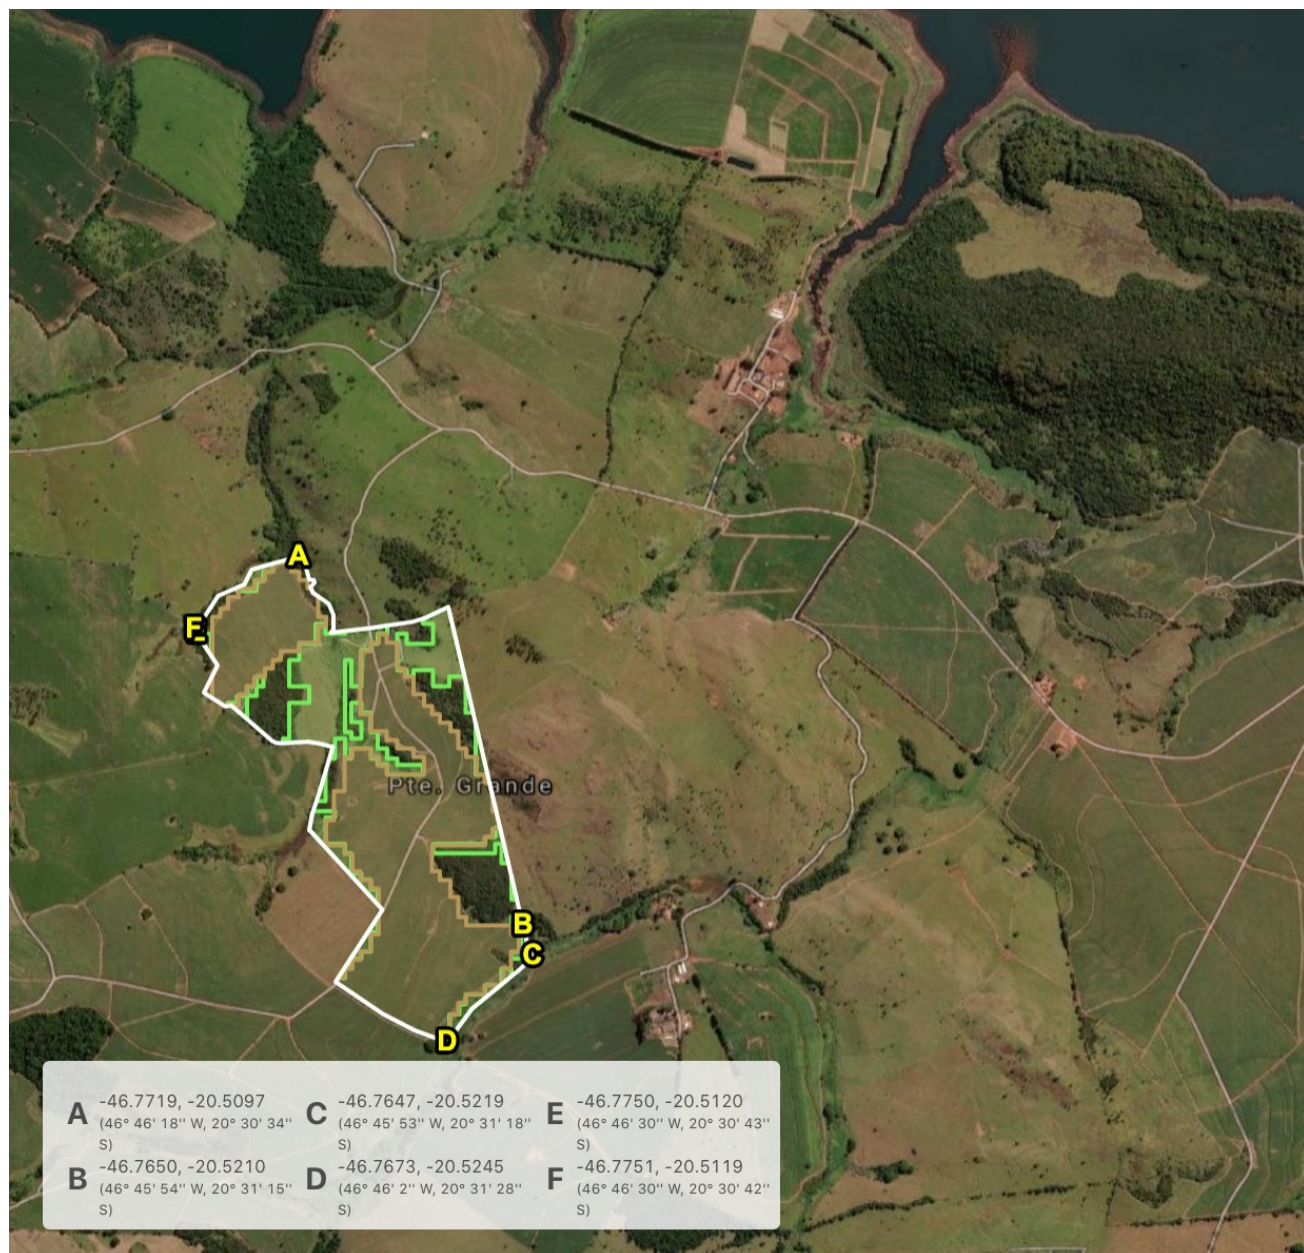 A
F
Pte. Grande
B
C
D
A -46.7719, -20.5097
(46° 46' 18'' W, 20° 30' 34''
S)
C -46.7647, -20.5219
(46° 45' 53'' W, 20° 31' 18''
S)
E -46.7750, -20.5120
(46° 46' 30'' W, 20° 30' 43''
S)
B -46.7650, -20.5210
(46° 45' 54'' W, 20° 31' 15''
S)
D -46.7673, -20.5245
(46° 46' 2'' W, 20° 31' 28''
S)
F -46.7751, -20.5119
(46° 46' 30'' W, 20° 30' 42''
S)